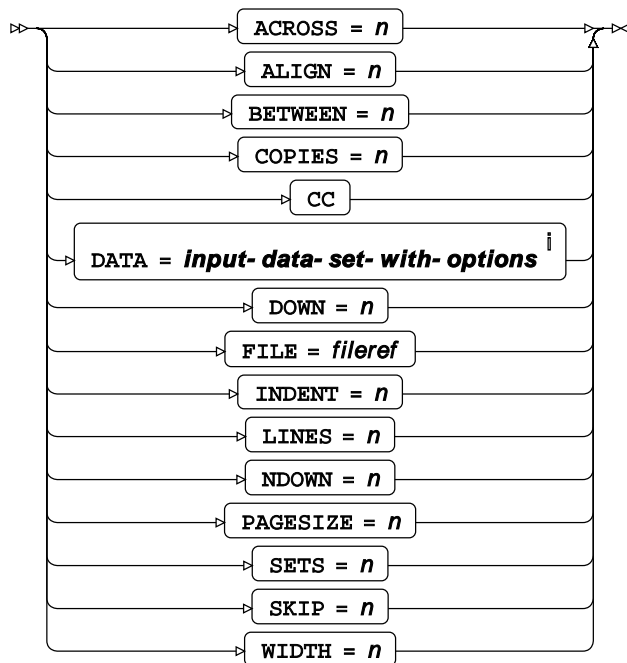 ACROSS = n
ALIGN = n
BETWEEN = n
COPIES = n
CC
DATA = input- data- set- with- options i
DOWN = n
FILE = fileref
INDENT = n
LINES = n
NDOWN = n
PAGESIZE = n
SETS = n
SKIP = n
WIDTH = n